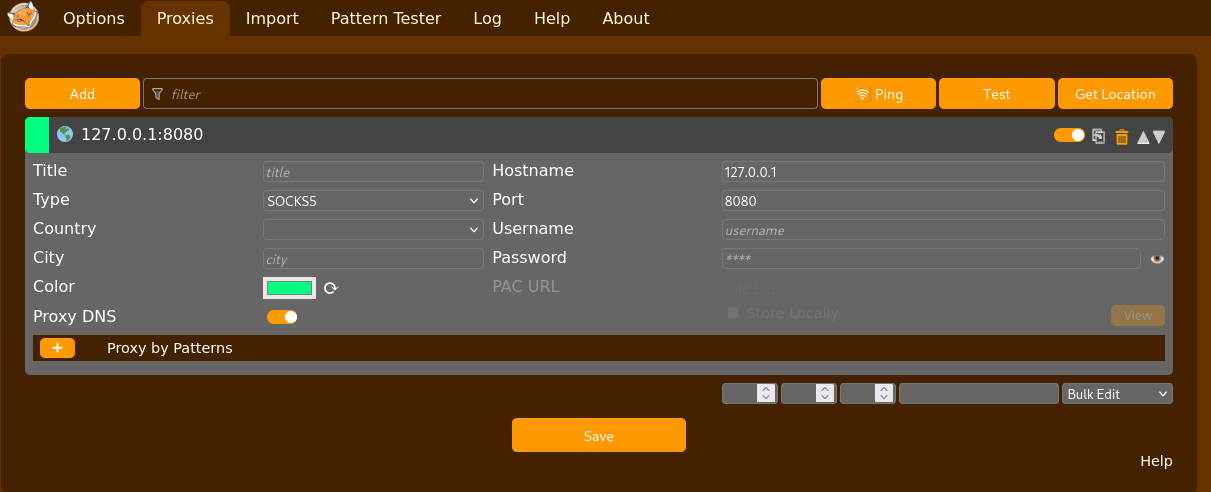 Options Proxies Import Pattern Tester Log Help About
Add filter Ping Test Get Location
127.0.0.1:8080
Title title Hostname 127.0.0.1
Type SOCKS5 Port 8080
Country Username username
City city Password ****
Color PAC URL PAC URL
Proxy DNS Store Locally View
+ Proxy by Patterns
Bulk Edit
Save
Help